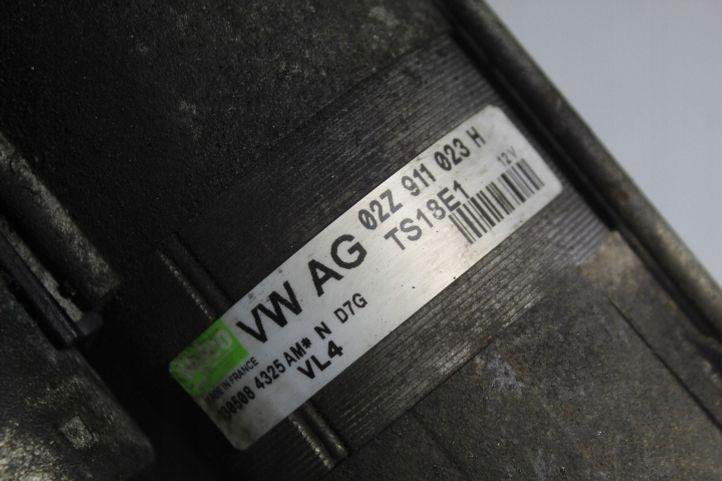 VW AG 02Z 911 023 H
TS18E1
12V
MADE IN FRANCE
4325 AM* N D7G
VL4